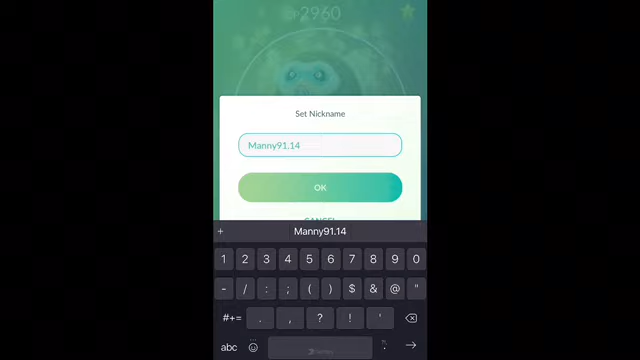 CP2960
Set Nickname
Manny91.14
OK
CANCEL
+ Manny91.14
1 2 3 4 5 6 7 8 9 0
- / : ; ( ) $ & @ "
#+= . , ? ! '
abc